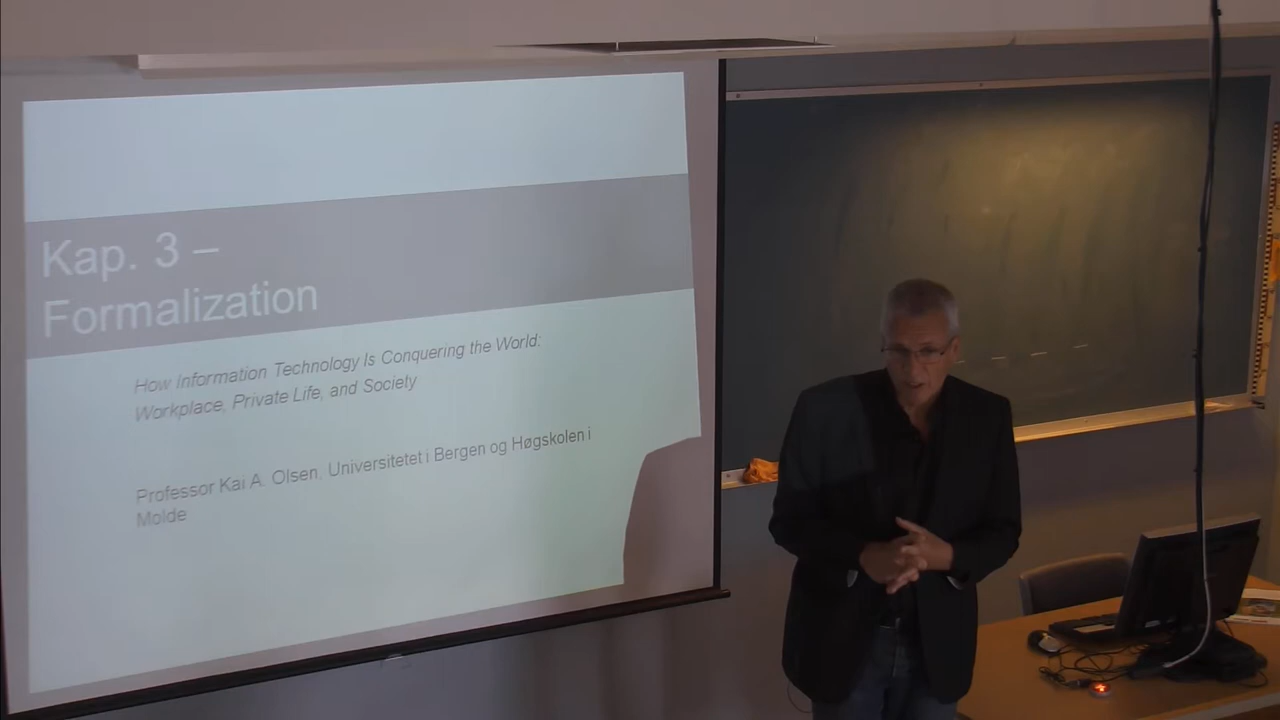 Kap. 3 –
Formalization
How Information Technology Is Conquering the World:
Workplace, Private Life, and Society
Professor Kai A. Olsen, Universitetet i Bergen og Høgskolen i
Molde